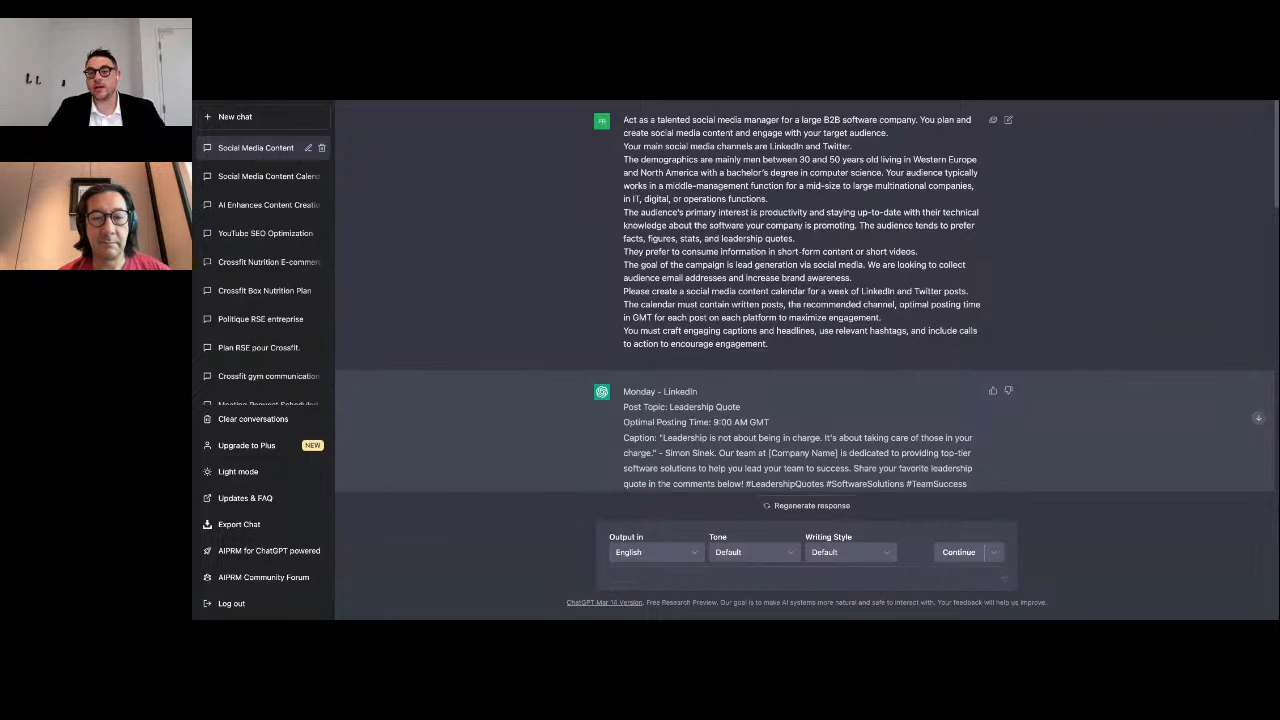 New chat
Social Media Content
Social Media Content Calend
AI Enhances Content Creatio
YouTube SEO Optimization
Crossfit Nutrition E-commer
Crossfit Box Nutrition Plan
Politique RSE entreprise
Plan RSE pour Crossfit.
Crossfit gym communication
Meeting Request Scheduled
Clear conversations
Upgrade to Plus NEW
Light mode
Updates & FAQ
Export Chat
AIPRM for ChatGPT powered
AIPRM Community Forum
Log out
FR
Act as a talented social media manager for a large B2B software company. You plan and
create social media content and engage with your target audience.
Your main social media channels are LinkedIn and Twitter.
The demographics are mainly men between 30 and 50 years old living in Western Europe
and North America with a bachelor's degree in computer science. Your audience typically
works in a middle-management function for a mid-size to large multinational companies,
in IT, digital, or operations functions.
The audience's primary interest is productivity and staying up-to-date with their technical
knowledge about the software your company is promoting. The audience tends to prefer
facts, figures, stats, and leadership quotes.
They prefer to consume information in short-form content or short videos.
The goal of the campaign is lead generation via social media. We are looking to collect
audience email addresses and increase brand awareness.
Please create a social media content calendar for a week of LinkedIn and Twitter posts.
The calendar must contain written posts, the recommended channel, optimal posting time
in GMT for each post on each platform to maximize engagement.
You must craft engaging captions and headlines, use relevant hashtags, and include calls
to action to encourage engagement.
Monday - LinkedIn
Post Topic: Leadership Quote
Optimal Posting Time: 9:00 AM GMT
Caption: "Leadership is not about being in charge. It's about taking care of those in your
charge." - Simon Sinek. Our team at [Company Name] is dedicated to providing top-tier
software solutions to help you lead your team to success. Share your favorite leadership
quote in the comments below! #LeadershipQuotes #SoftwareSolutions #TeamSuccess
Regenerate response
Output in Tone Writing Style
English Default Default Continue
ChatGPT Mar 14 Version. Free Research Preview. Our goal is to make AI systems more natural and safe to interact with. Your feedback will help us improve.